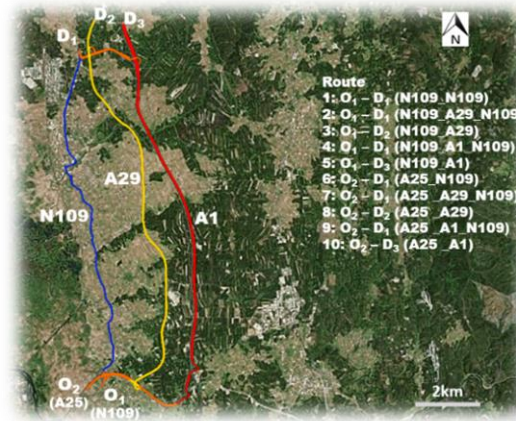 D2
D3
D1
N
Route
1: O1 – D1 (N109_N109)
2: O1 – D1 (N109_A29_N109)
3: O1 – D2 (N109_A29)
4: O1 – D1 (N109_A1_N109)
5: O1 – D3 (N109_A1)
6: O2 – D1 (A25_N109)
7: O2 – D1 (A25_A29_N109)
8: O2 – D2 (A25_A29)
9: O2 – D1 (A25_A1_N109)
10: O2 – D3 (A25_A1)
A29
N109
A1
O2
(A25)
O1
(N109)
2km